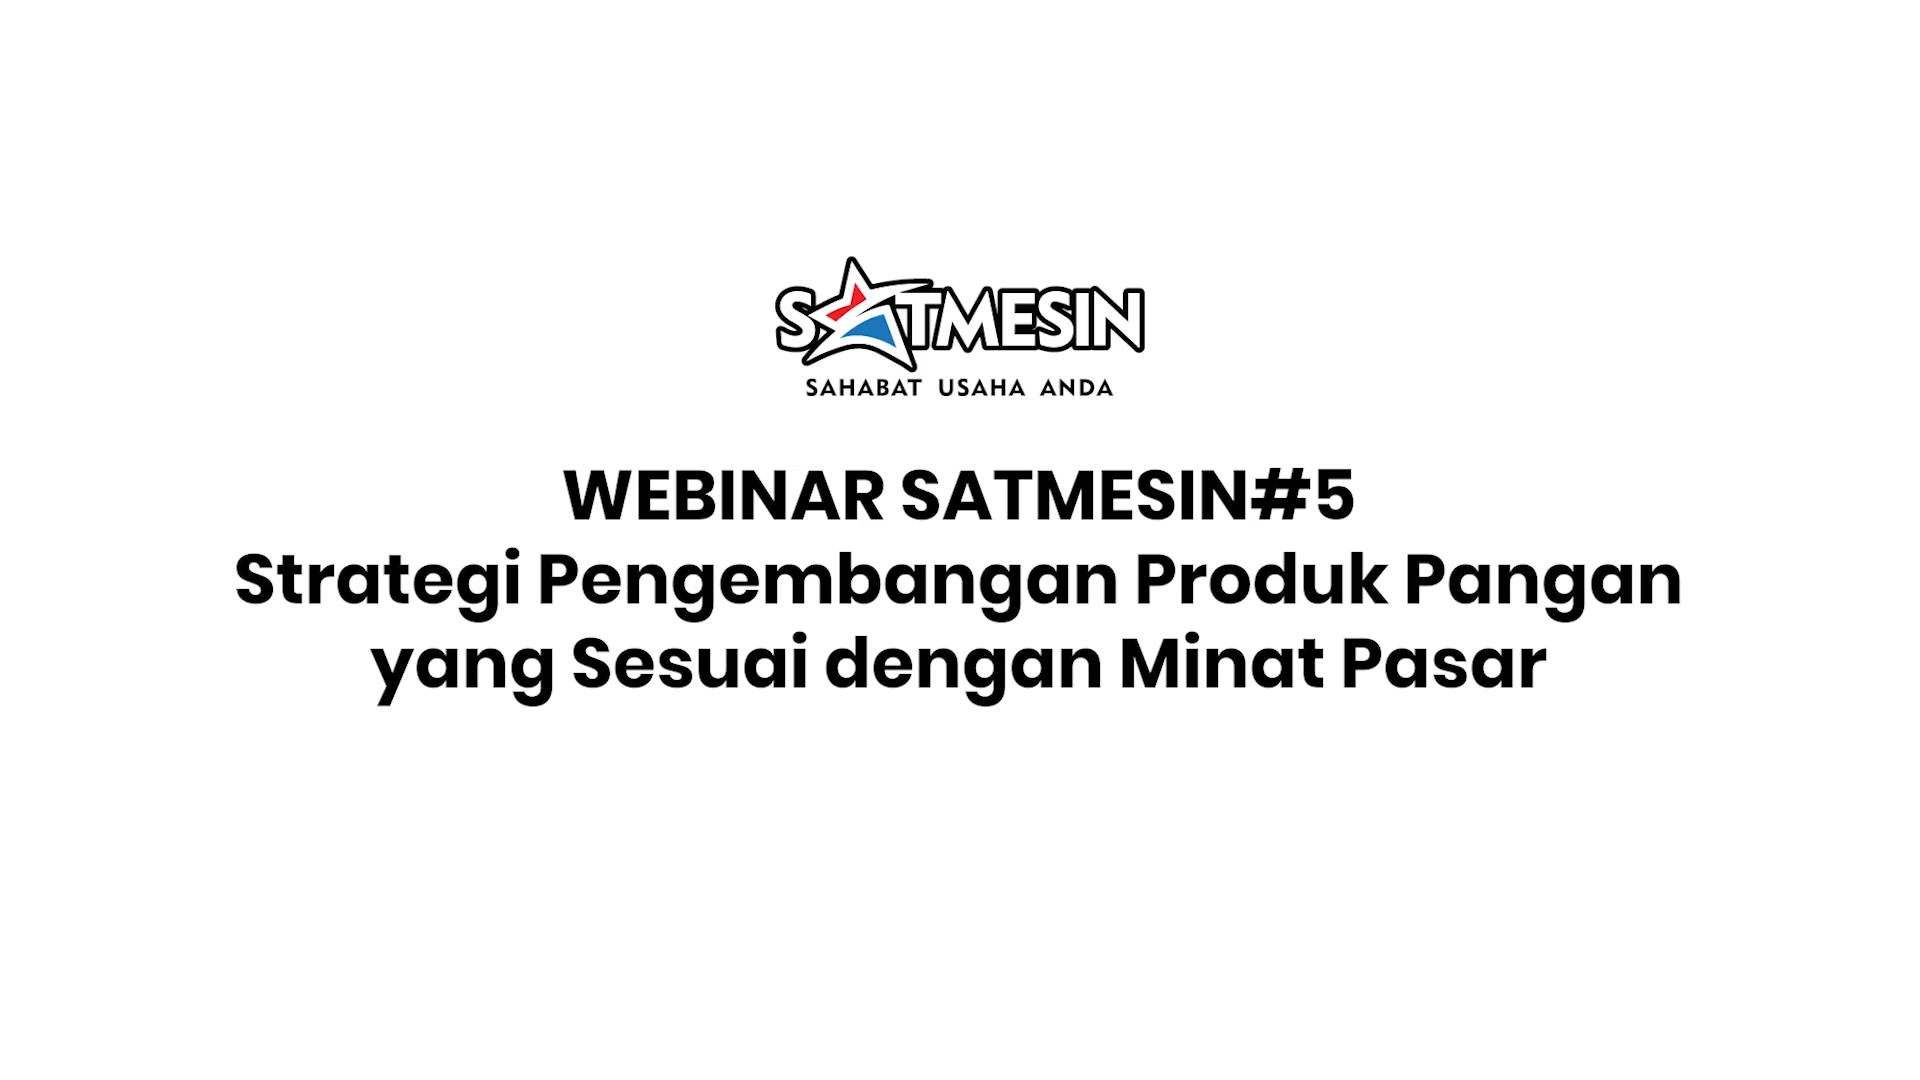 SATMESIN
SAHABAT USAHA ANDA
WEBINAR SATMESIN#5
Strategi Pengembangan Produk Pangan
yang Sesuai dengan Minat Pasar